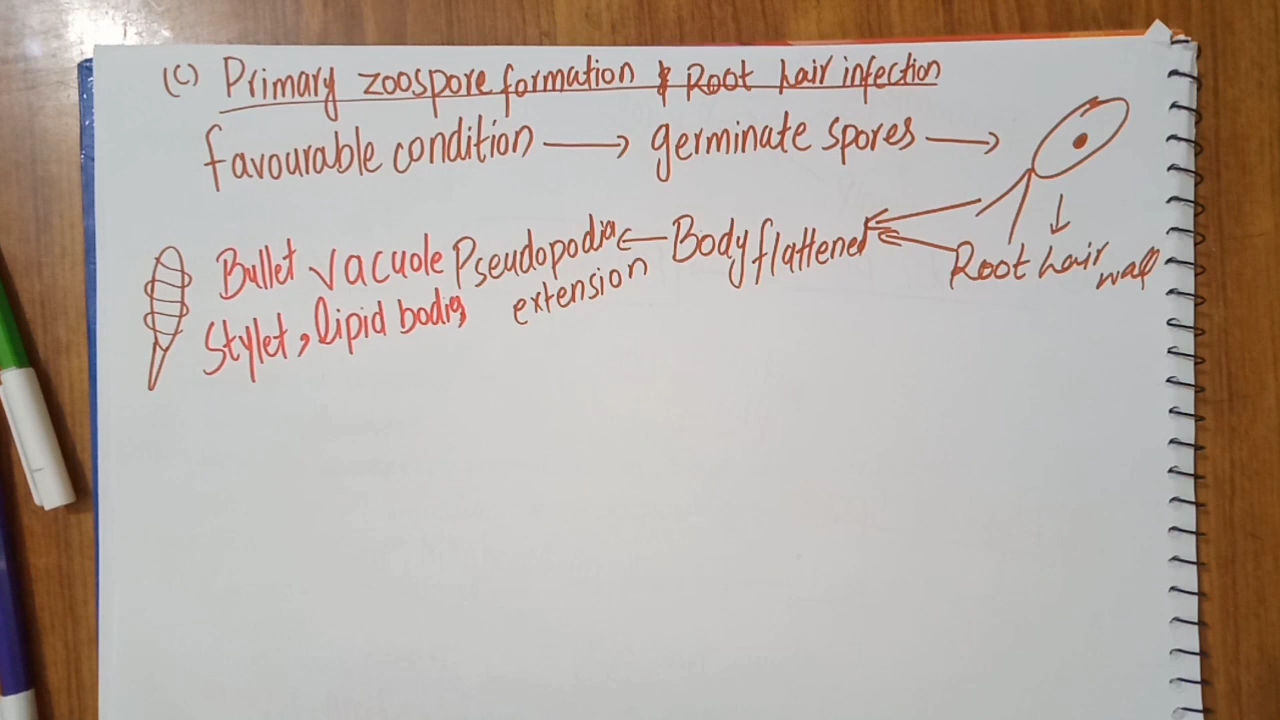 (C) Primary zoospore formation & Root hair infection
favourable condition → germinate spores →
Bullet vacuole Pseudopodia ← Body flattened
Root hair wall
Stylet, lipid bodies extension